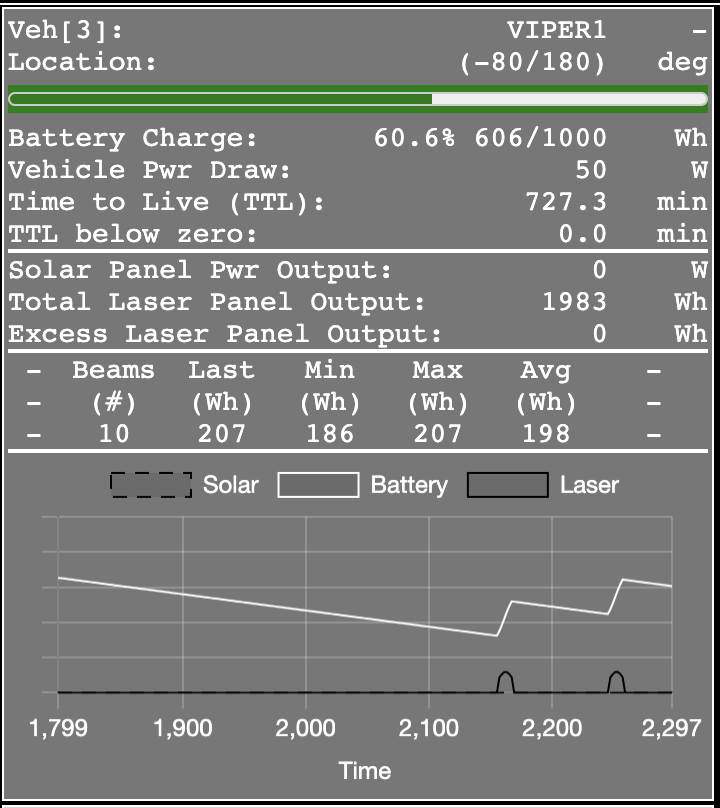 Veh[3]: VIPER1 -
Location: (-80/180) deg
Battery Charge: 60.6% 606/1000 Wh
Vehicle Pwr Draw: 50 W
Time to Live (TTL): 727.3 min
TTL below zero: 0.0 min
Solar Panel Pwr Output: 0 W
Total Laser Panel Output: 1983 Wh
Excess Laser Panel Output: 0 Wh
- Beams Last Min Max Avg -
- (#) (Wh) (Wh) (Wh) (Wh) -
- 10 207 186 207 198 -
Solar Battery Laser
1,799 1,900 2,000 2,100 2,200 2,297
Time